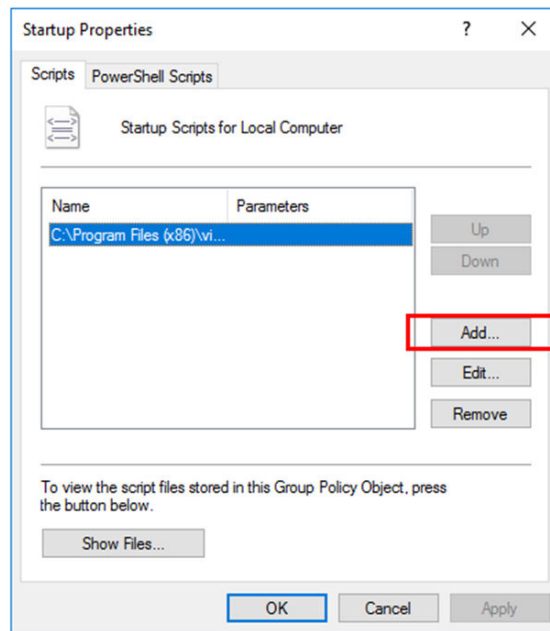 Startup Properties
?
Scripts
PowerShell Scripts
Startup Scripts for Local Computer
Name Parameters
C:\Program Files (x86)\vi...
Up
Down
Add...
Edit...
Remove
To view the script files stored in this Group Policy Object, press
the button below.
Show Files...
OK Cancel Apply